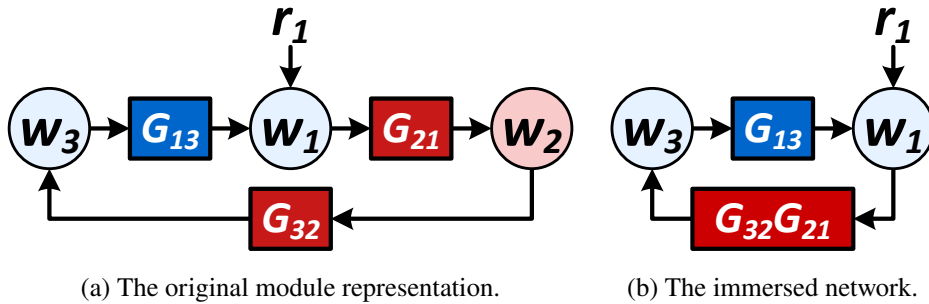 r₁ r₁
w₃ G₁₃ w₁ G₂₁ w₂ w₃ G₁₃ w₁
G₃₂ G₃₂G₂₁
(a) The original module representation. (b) The immersed network.